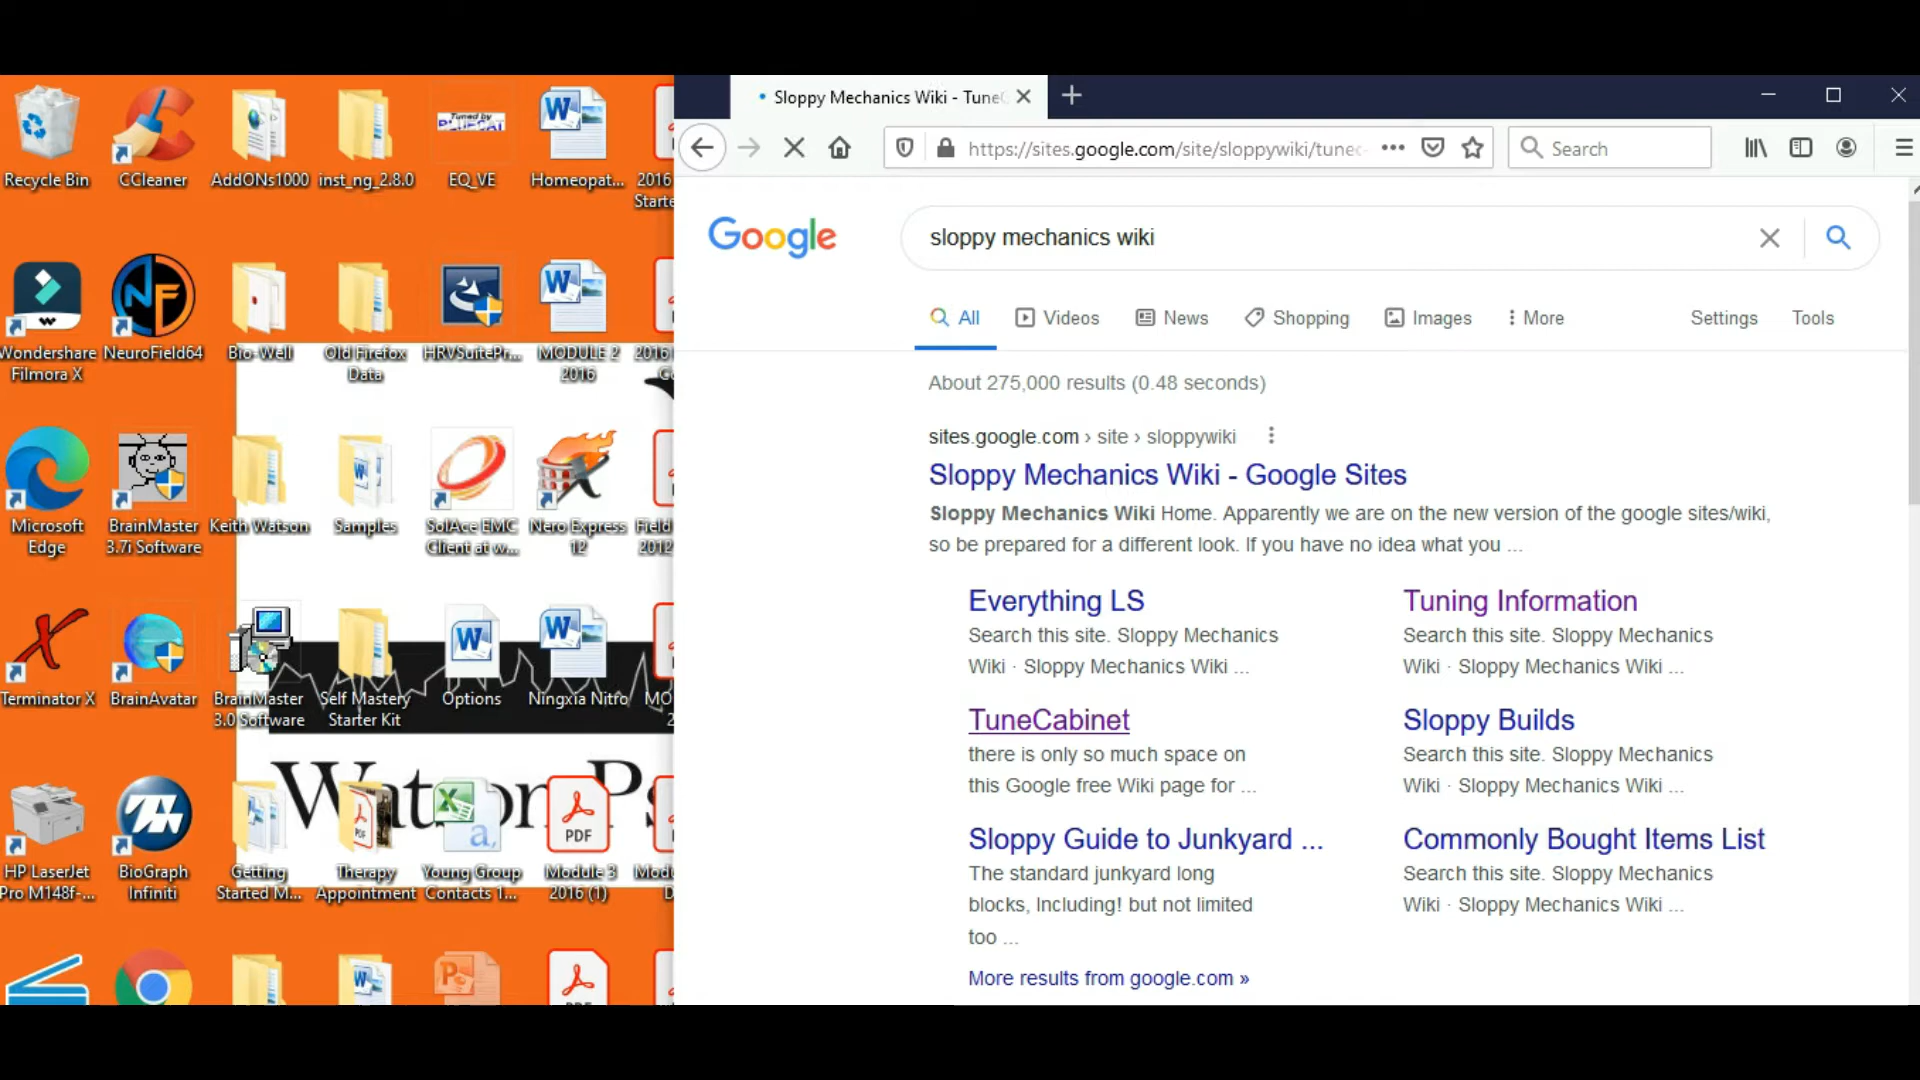 Recycle Bin
CCleaner
AddONs1000
inst_ng_2.8.0
Tuned by
EQ_VE
Homeopat...
2016
Starte
Wondershare
Filmora X
NeuroField64
Bio-Well
Old Firefox
Data
HRVSuitePr...
MODULE 2
2016
2016
Microsoft
Edge
BrainMaster
3.7i Software
Keith Watson
Samples
SolAce EMC
Client at w...
Nero Express
12
Field
2012
Terminator X
BrainAvatar
BrainMaster
3.0 Software
Self Mastery
Starter Kit
Options
Ningxia Nitro
MO
2
Watson Ps
HP LaserJet
Pro M148f-...
BioGraph
Infiniti
Getting
Started M...
Therapy
Appointment
Young Group
Contacts 1...
PDF
Module 3
2016 (1)
Modu
Sloppy Mechanics Wiki - TuneC
https://sites.google.com/site/sloppywiki/tunec
Search
Google
sloppy mechanics wiki
All
Videos
News
Shopping
Images
More
Settings
Tools
About 275,000 results (0.48 seconds)
sites.google.com › site › sloppywiki
Sloppy Mechanics Wiki - Google Sites
Sloppy Mechanics Wiki Home. Apparently we are on the new version of the google sites/wiki,
so be prepared for a different look. If you have no idea what you ...
Everything LS
Search this site. Sloppy Mechanics
Wiki · Sloppy Mechanics Wiki ...
Tuning Information
Search this site. Sloppy Mechanics
Wiki · Sloppy Mechanics Wiki ...
TuneCabinet
there is only so much space on
this Google free Wiki page for ...
Sloppy Builds
Search this site. Sloppy Mechanics
Wiki · Sloppy Mechanics Wiki ...
Sloppy Guide to Junkyard ...
The standard junkyard long
blocks, Including! but not limited
too ...
Commonly Bought Items List
Search this site. Sloppy Mechanics
Wiki · Sloppy Mechanics Wiki ...
More results from google.com »